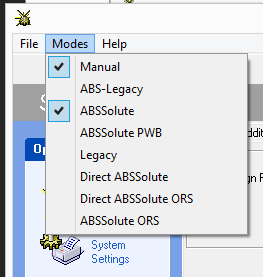 File Modes Help
Manual
ABS-Legacy
ABSSolute
ABSSolute PWB
Legacy
Direct ABSSolute
Direct ABSSolute ORS
ABSSolute ORS
System
Settings